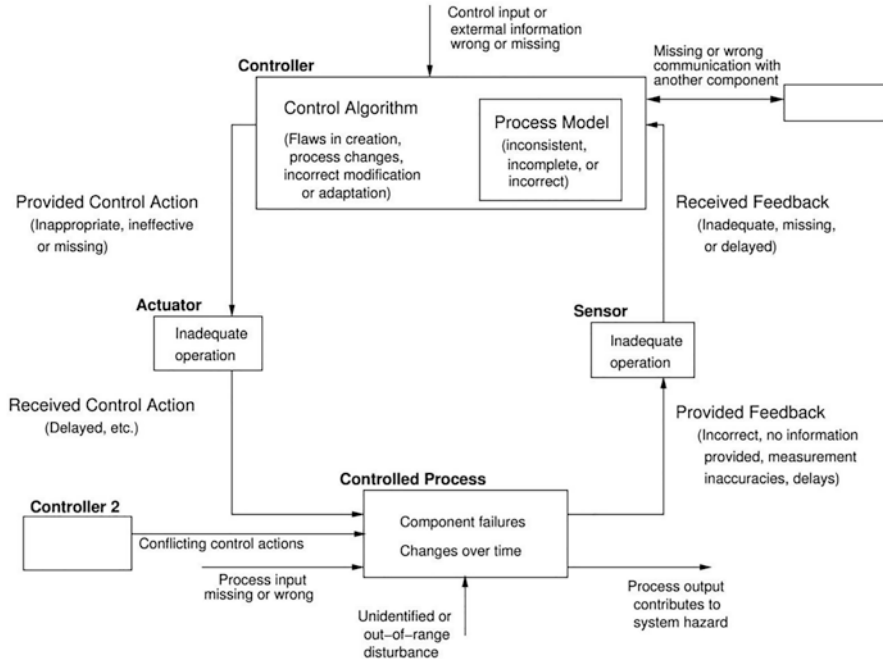 Control input or
external information
wrong or missing
Missing or wrong
communication with
another component
Controller
Control Algorithm
(Flaws in creation,
process changes,
incorrect modification
or adaptation)
Process Model
(inconsistent,
incomplete, or
incorrect)
Provided Control Action
(Inappropriate, ineffective
or missing)
Received Feedback
(Inadequate, missing,
or delayed)
Actuator
Inadequate
operation
Sensor
Inadequate
operation
Received Control Action
(Delayed, etc.)
Provided Feedback
(Incorrect, no information
provided, measurement
inaccuracies, delays)
Controlled Process
Component failures
Changes over time
Controller 2
Conflicting control actions
Process input
missing or wrong
Unidentified or
out−of−range
disturbance
Process output
contributes to
system hazard